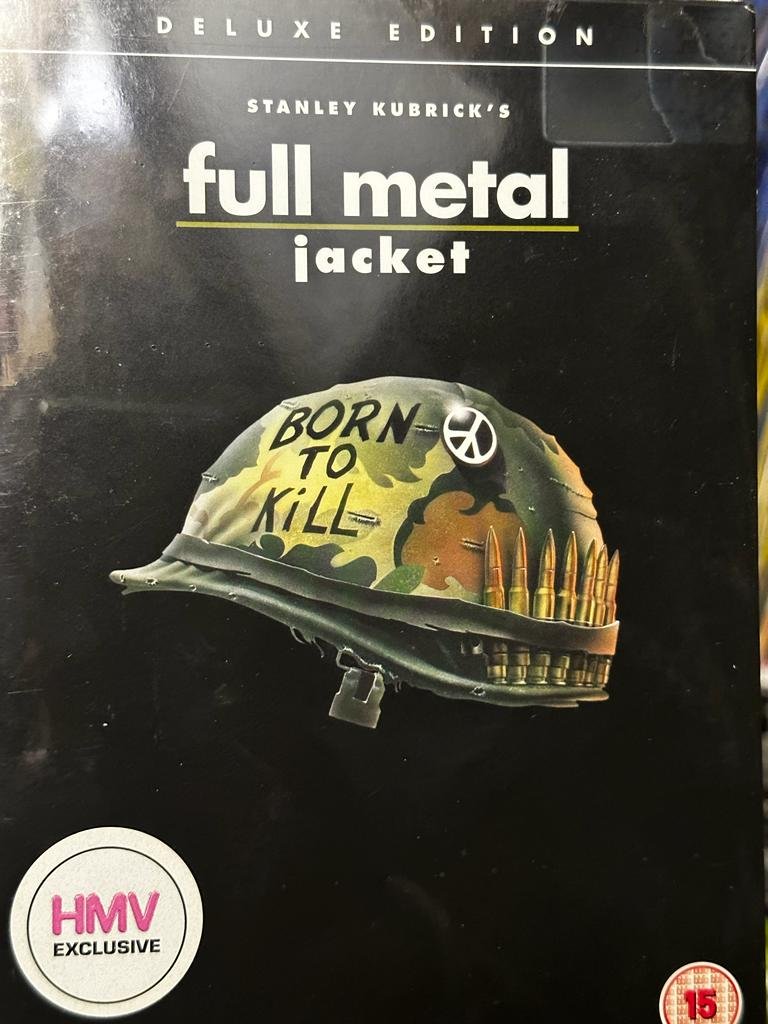 DELUXE EDITION
STANLEY KUBRICK'S
full metal
jacket
BORN
TO
KiLL
HMV
EXCLUSIVE
15